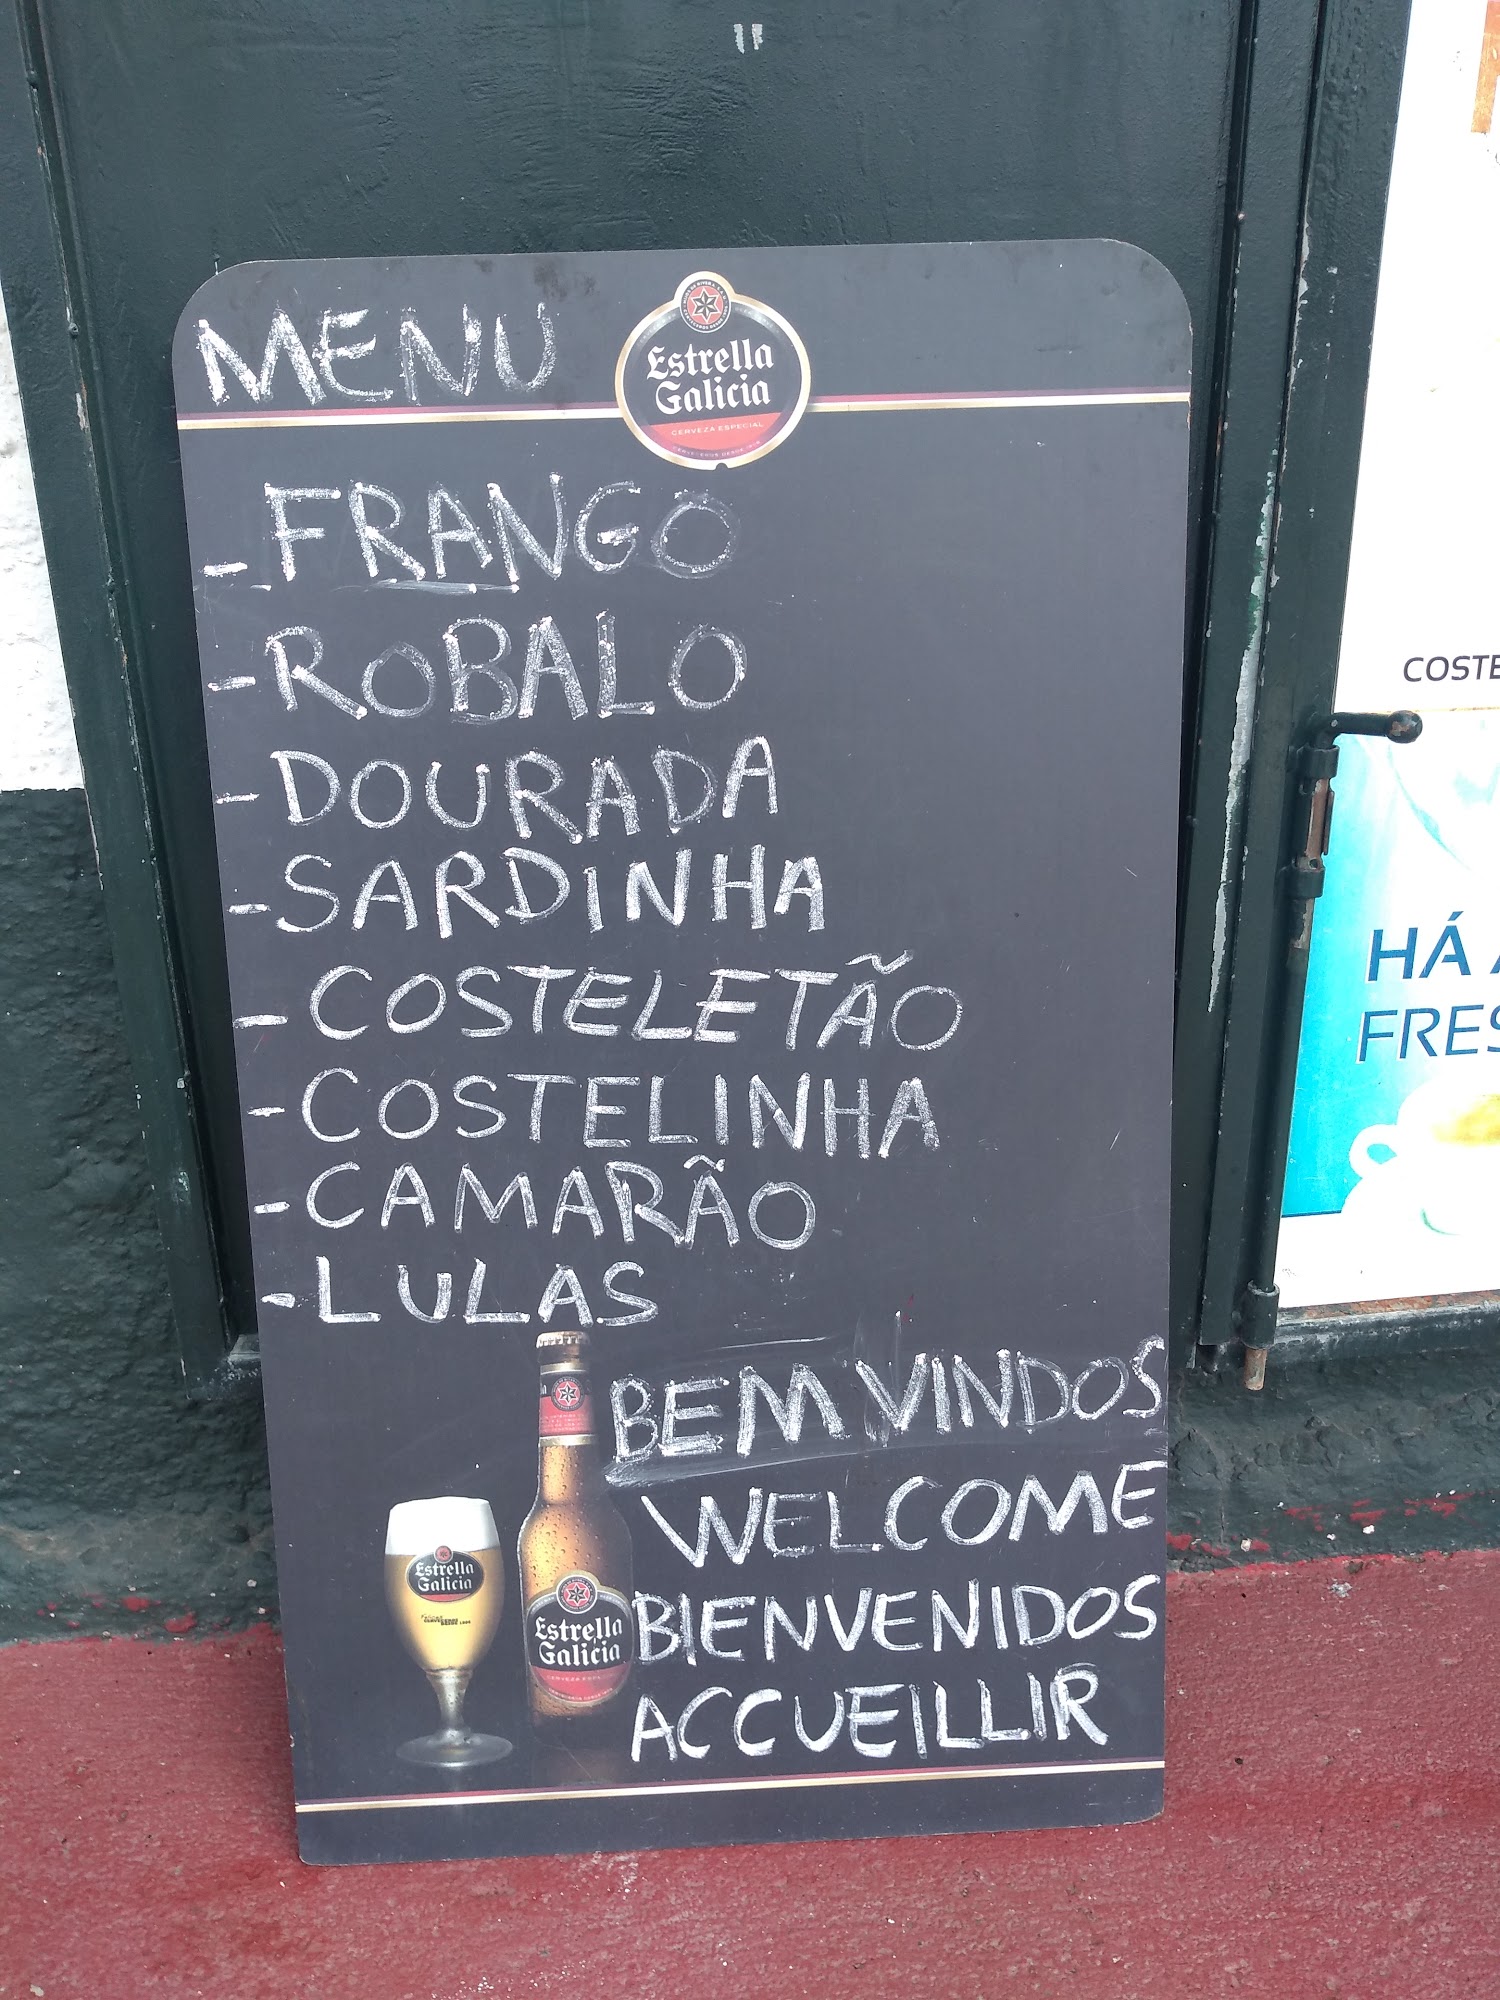 MENU
Estrella
Galicia
CERVEZA ESPECIAL
-FRANGO
-ROBALO
-DOURADA
-SARDINHA
-COSTELETÃO
-COSTELINHA
-CAMARÃO
-LULAS
BEM VINDOS
WELCOME
BIENVENIDOS
ACCUEILLIR
Estrella
Galicia
Estrella
Galicia
COSTE
HÁ A
FRES